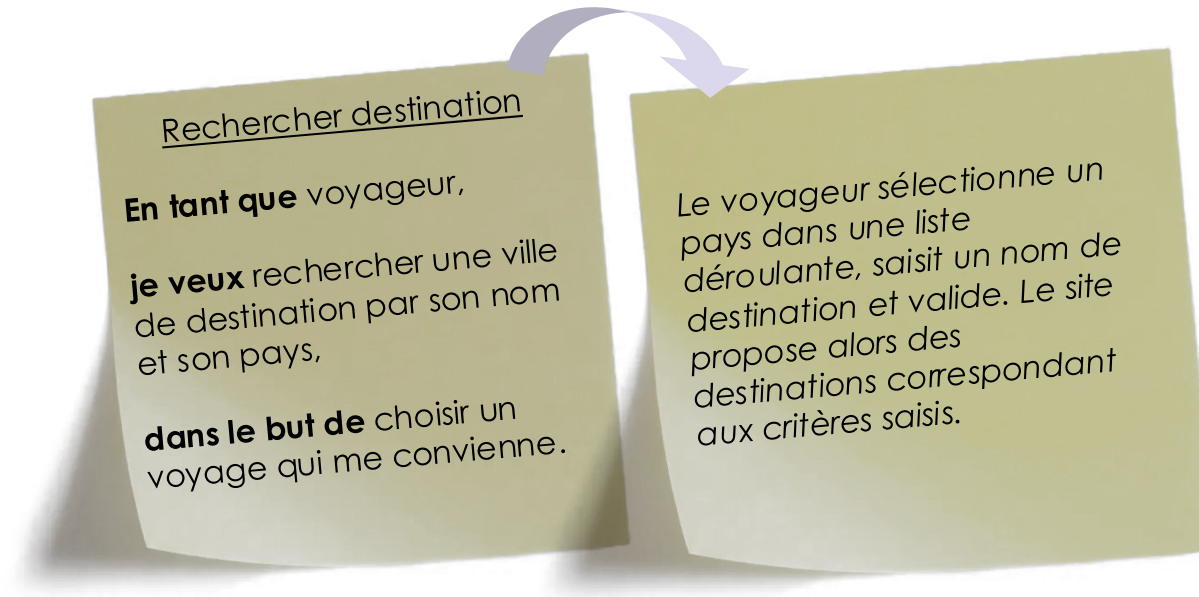 Rechercher destination
En tant que voyageur,
je veux rechercher une ville
de destination par son nom
et son pays,
dans le but de choisir un
voyage qui me convienne.
Le voyageur sélectionne un
pays dans une liste
déroulante, saisit un nom de
destination et valide. Le site
propose alors des
destinations correspondant
aux critères saisis.